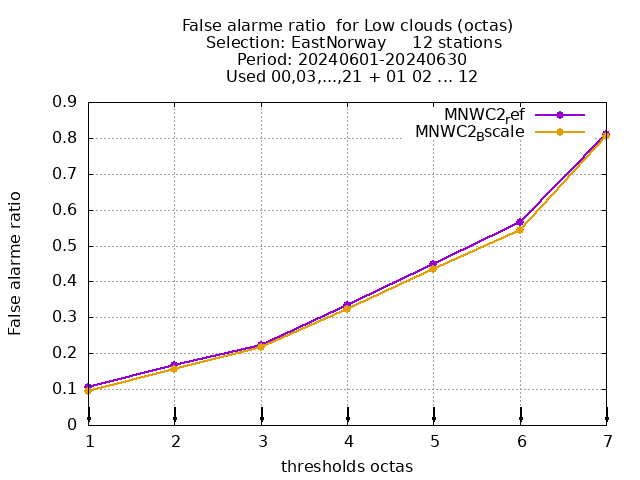 False alarme ratio  for Low clouds (octas)
Selection: EastNorway     12 stations
Period: 20240601-20240630
Used 00,03,...,21 + 01 02 ... 12
MNWC2ref
MNWC2Bscale
0.9
0.8
0.7
0.6
0.5
0.4
0.3
0.2
0.1
0
False alarme ratio
1 2 3 4 5 6 7
thresholds octas